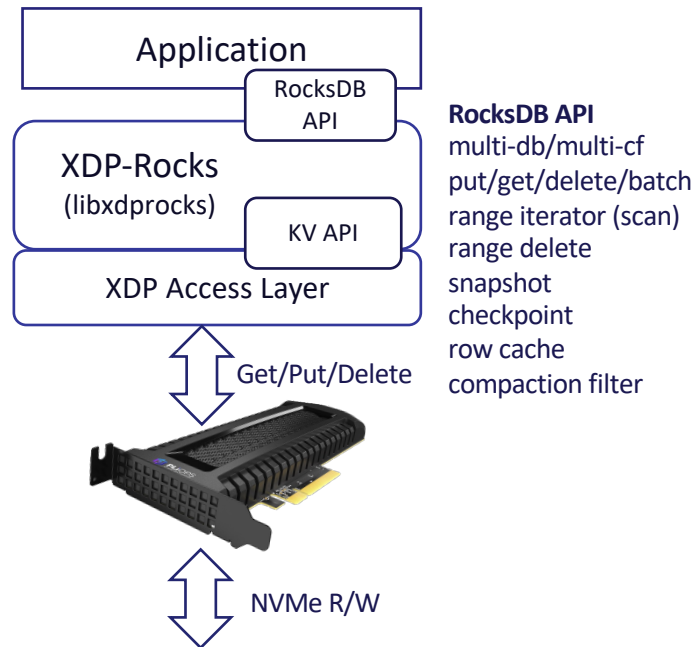 Application
RocksDB
API
XDP-Rocks
(libxdprocks)
KV API
XDP Access Layer
Get/Put/Delete
PLiOPS
NVMe R/W
RocksDB API
multi-db/multi-cf
put/get/delete/batch
range iterator (scan)
range delete
snapshot
checkpoint
row cache
compaction filter